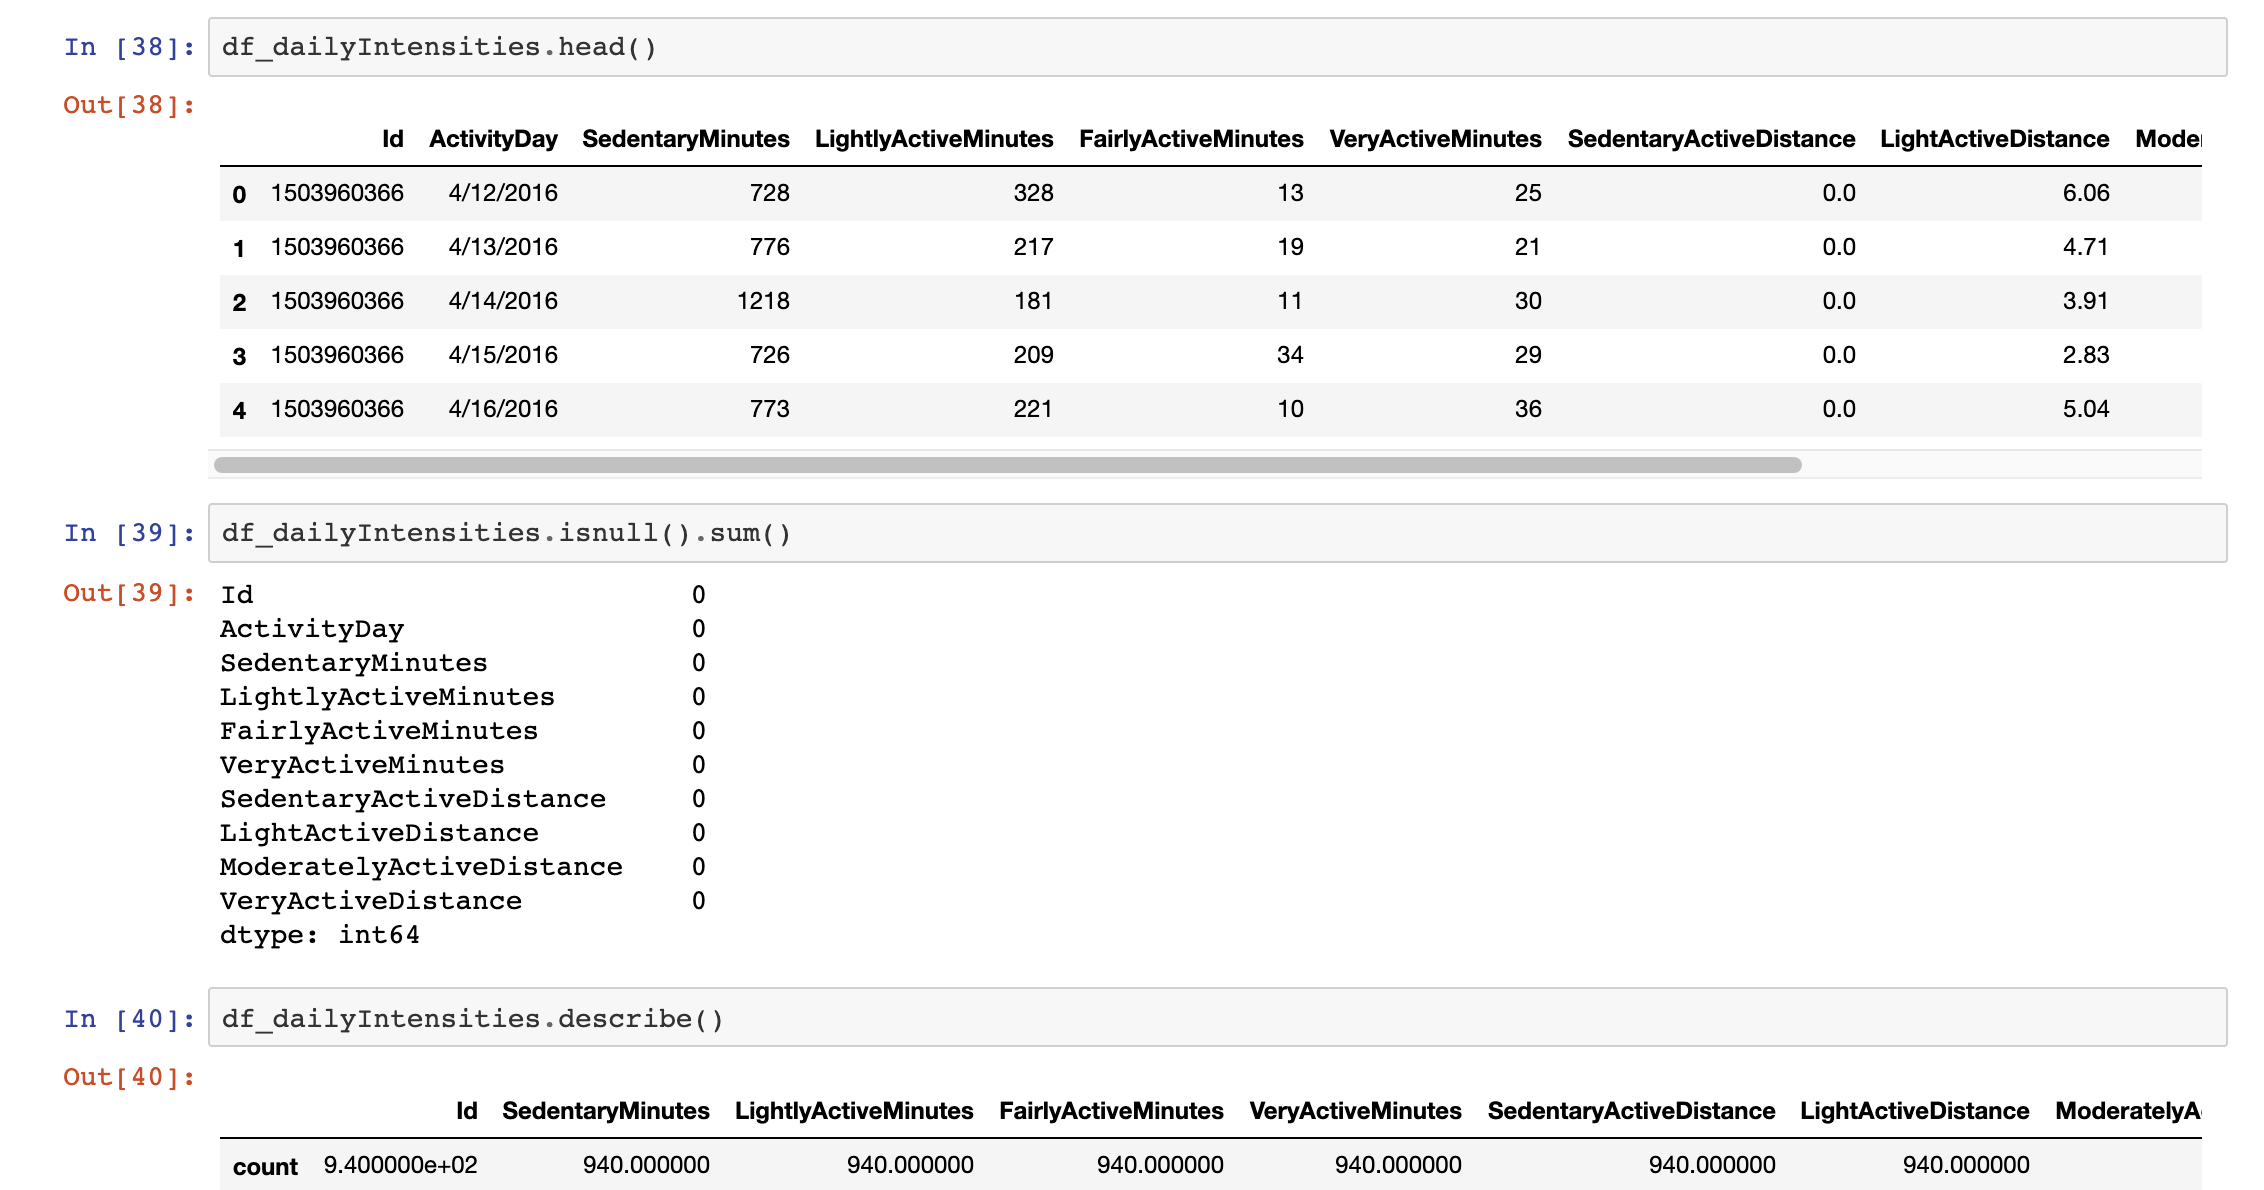 In [38]: df_dailyIntensities.head()
Out[38]:
Id ActivityDay SedentaryMinutes LightlyActiveMinutes FairlyActiveMinutes VeryActiveMinutes SedentaryActiveDistance LightActiveDistance Moder
0 1503960366 4/12/2016 728 328 13 25 0.0 6.06
1 1503960366 4/13/2016 776 217 19 21 0.0 4.71
2 1503960366 4/14/2016 1218 181 11 30 0.0 3.91
3 1503960366 4/15/2016 726 209 34 29 0.0 2.83
4 1503960366 4/16/2016 773 221 10 36 0.0 5.04
In [39]: df_dailyIntensities.isnull().sum()
Out[39]: Id 0
ActivityDay 0
SedentaryMinutes 0
LightlyActiveMinutes 0
FairlyActiveMinutes 0
VeryActiveMinutes 0
SedentaryActiveDistance 0
LightActiveDistance 0
ModeratelyActiveDistance 0
VeryActiveDistance 0
dtype: int64
In [40]: df_dailyIntensities.describe()
Out[40]:
Id SedentaryMinutes LightlyActiveMinutes FairlyActiveMinutes VeryActiveMinutes SedentaryActiveDistance LightActiveDistance ModeratelyA
count 9.400000e+02 940.000000 940.000000 940.000000 940.000000 940.000000 940.000000